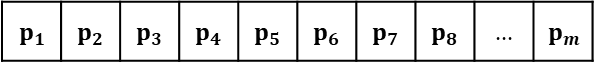 p₁ p₂ p₃ p₄ p₅ p₆ p₇ p₈ ... pₘ